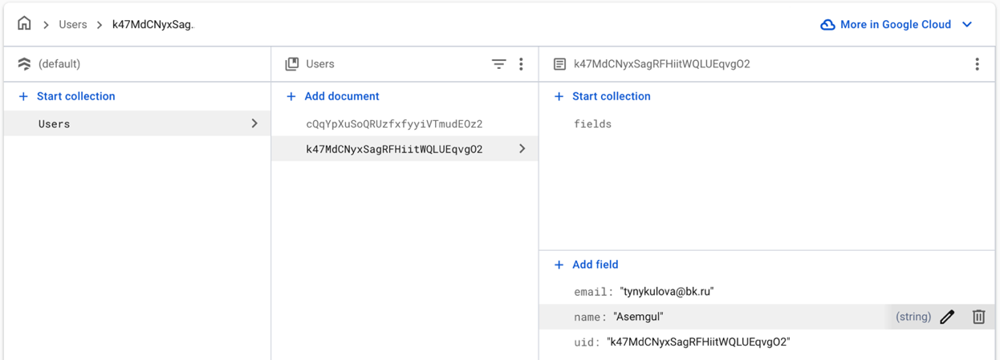 Users k47MdCNyxSag.. More in Google Cloud
(default) Users k47MdCNyxSagRFHiitWQLUEqvgO2
+ Start collection + Add document + Start collection
Users cQqYpXuSoQRUzfxfyyiVTmudEOz2 fields
k47MdCNyxSagRFHiitWQLUEqvgO2
+ Add field
email: "tynykulova@bk.ru"
name: "Asemgul" (string)
uid: "k47MdCNyxSagRFHiitWQLUEqvgO2"